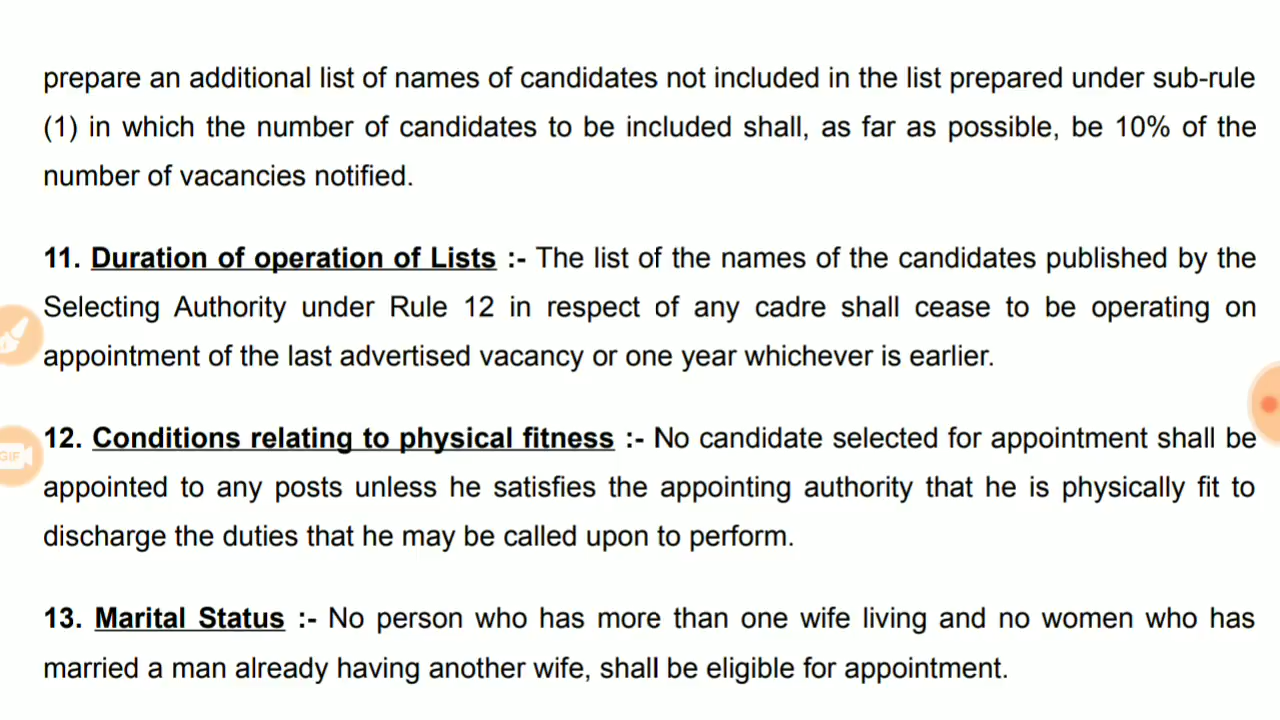 prepare an additional list of names of candidates not included in the list prepared under sub-rule
(1) in which the number of candidates to be included shall, as far as possible, be 10% of the
number of vacancies notified.
11. Duration of operation of Lists :- The list of the names of the candidates published by the
Selecting Authority under Rule 12 in respect of any cadre shall cease to be operating on
appointment of the last advertised vacancy or one year whichever is earlier.
12. Conditions relating to physical fitness :- No candidate selected for appointment shall be
GIF
appointed to any posts unless he satisfies the appointing authority that he is physically fit to
discharge the duties that he may be called upon to perform.
13. Marital Status :- No person who has more than one wife living and no women who has
married a man already having another wife, shall be eligible for appointment.